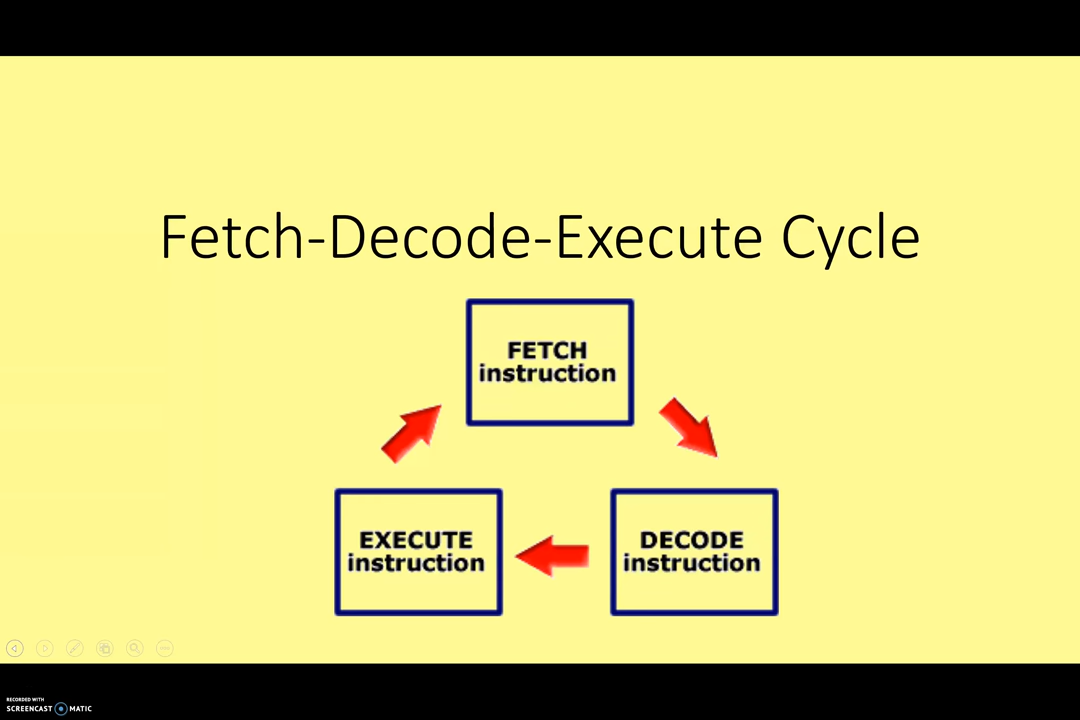 Fetch-Decode-Execute Cycle
FETCH
instruction
EXECUTE
instruction
DECODE
instruction
RECORDED WITH
SCREENCAST MATIC